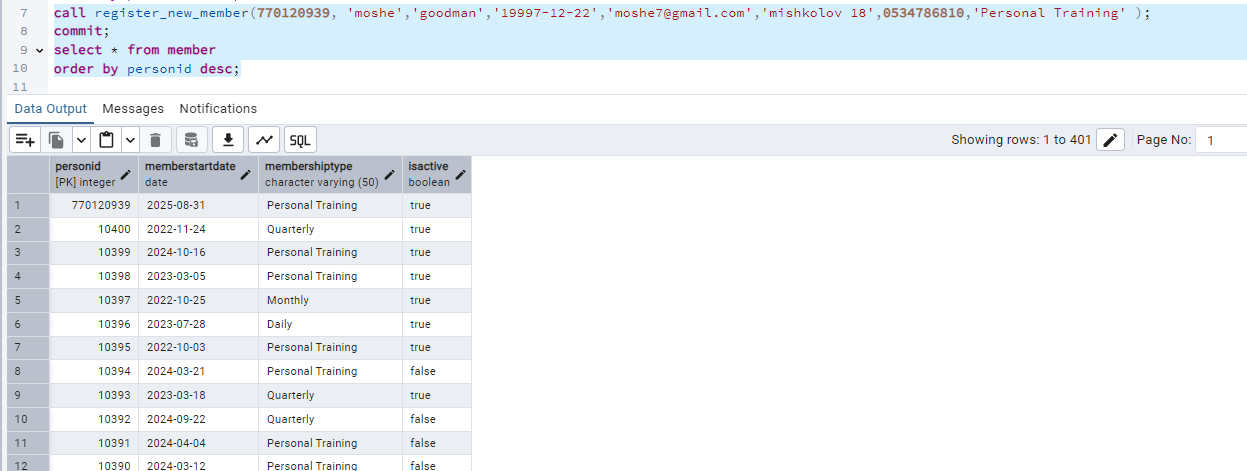 7 call register_new_member(770120939, 'moshe','goodman','19997-12-22','moshe7@gmail.com','mishkolov 18',0534786810,'Personal Training' );
8 commit;
9 select * from member
10 order by personid desc;
11
Data Output Messages Notifications
SQL Showing rows: 1 to 401 Page No: 1
personid memberstartdate membershiptype isactive
[PK] integer date character varying (50) boolean
1 770120939 2025-08-31 Personal Training true
2 10400 2022-11-24 Quarterly true
3 10399 2024-10-16 Personal Training true
4 10398 2023-03-05 Personal Training true
5 10397 2022-10-25 Monthly true
6 10396 2023-07-28 Daily true
7 10395 2022-10-03 Personal Training true
8 10394 2024-03-21 Personal Training false
9 10393 2023-03-18 Quarterly true
10 10392 2024-09-22 Quarterly false
11 10391 2024-04-04 Personal Training false
12 10390 2024-03-12 Personal Training false